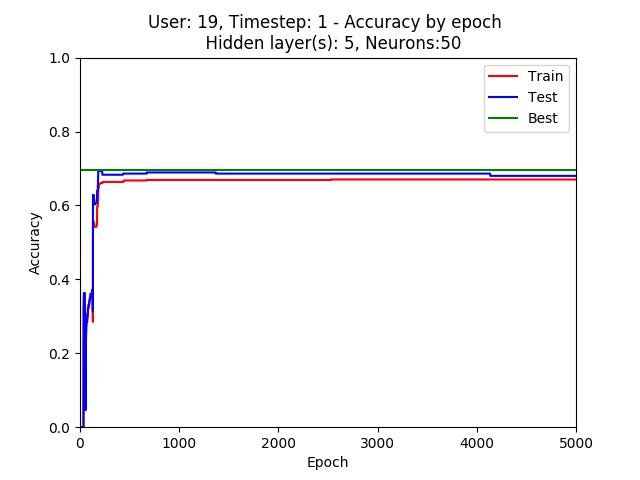 User: 19, Timestep: 1 - Accuracy by epoch
Hidden layer(s): 5, Neurons:50
1.0
0.8
0.6
0.4
0.2
0.0
Accuracy
Train
Test
Best
0
1000
2000
3000
4000
5000
Epoch